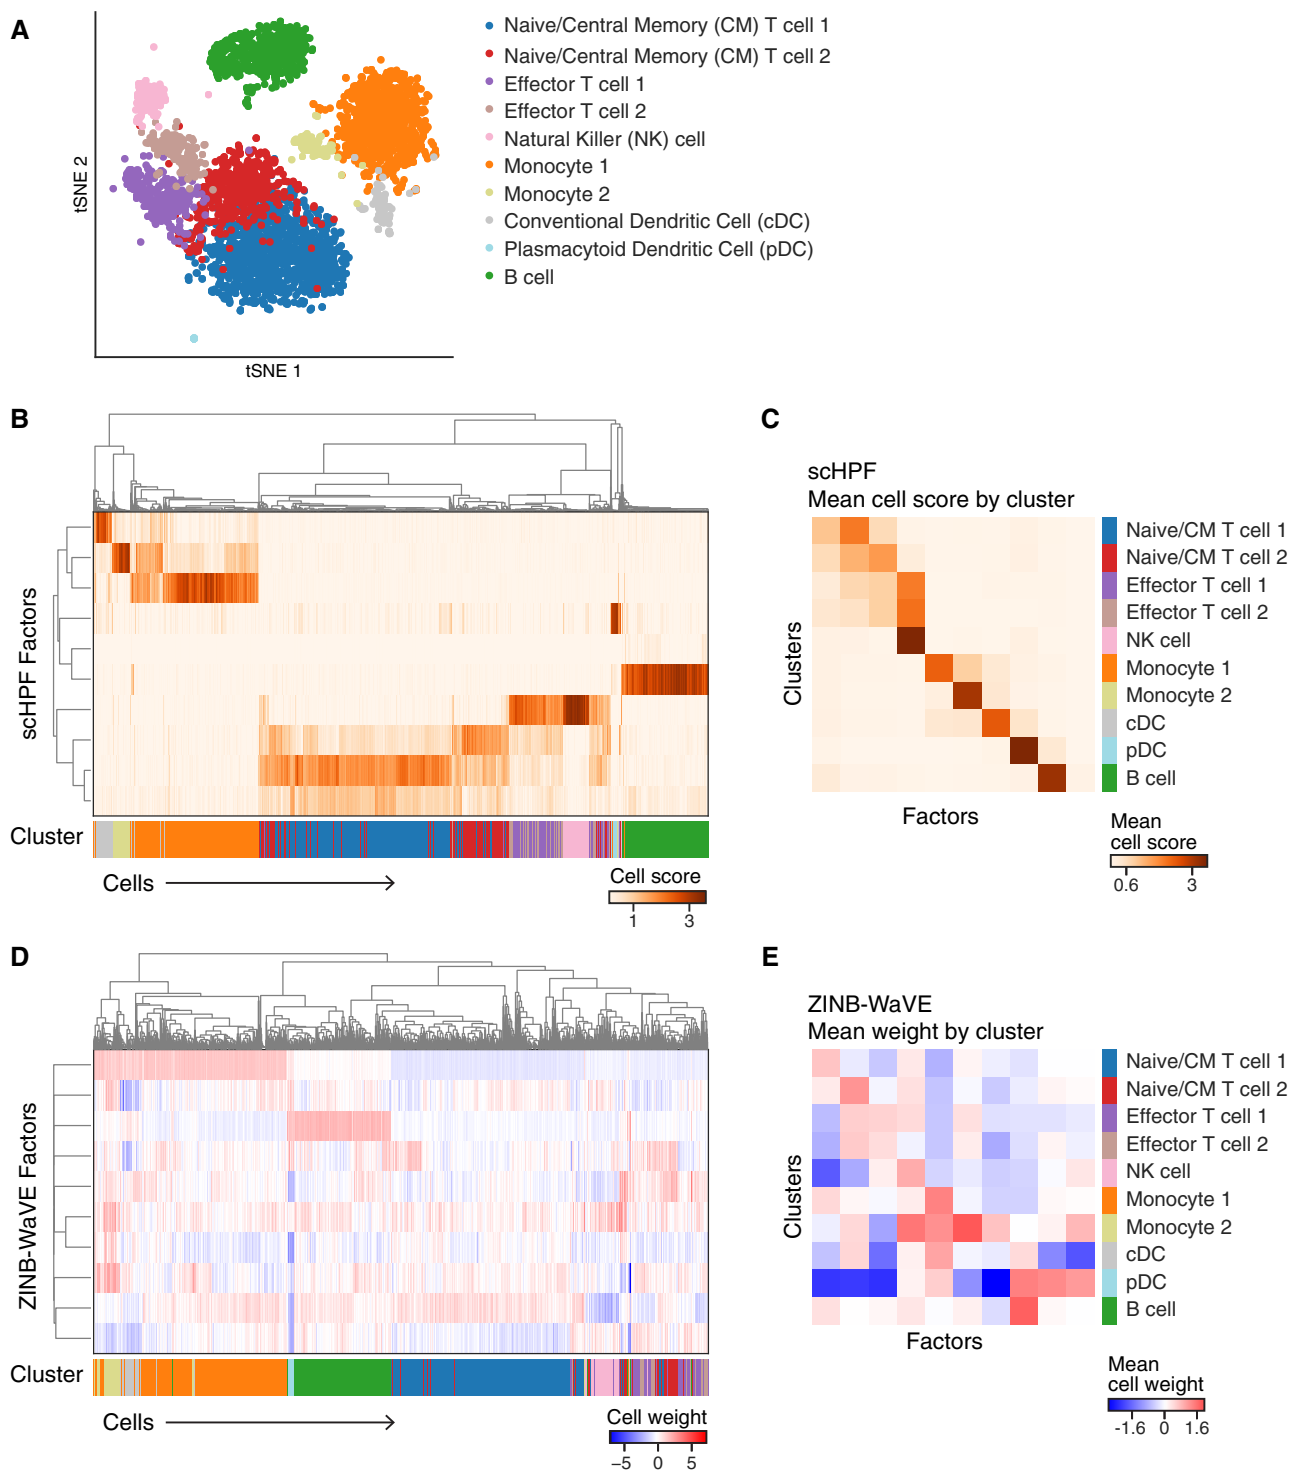 A
Naive/Central Memory (CM) T cell 1
Naive/Central Memory (CM) T cell 2
Effector T cell 1
Effector T cell 2
Natural Killer (NK) cell
Monocyte 1
Monocyte 2
Conventional Dendritic Cell (cDC)
Plasmacytoid Dendritic Cell (pDC)
B cell
tSNE 2
tSNE 1
B
scHPF Factors
Cluster
Cells
Cell score
1 3
C
scHPF
Mean cell score by cluster
Clusters
Naive/CM T cell 1
Naive/CM T cell 2
Effector T cell 1
Effector T cell 2
NK cell
Monocyte 1
Monocyte 2
cDC
pDC
B cell
Factors
Mean
cell score
0.6 3
D
ZINB-WaVE Factors
Cluster
Cells
Cell weight
−5 0 5
E
ZINB-WaVE
Mean weight by cluster
Clusters
Naive/CM T cell 1
Naive/CM T cell 2
Effector T cell 1
Effector T cell 2
NK cell
Monocyte 1
Monocyte 2
cDC
pDC
B cell
Factors
Mean
cell weight
-1.6 0 1.6